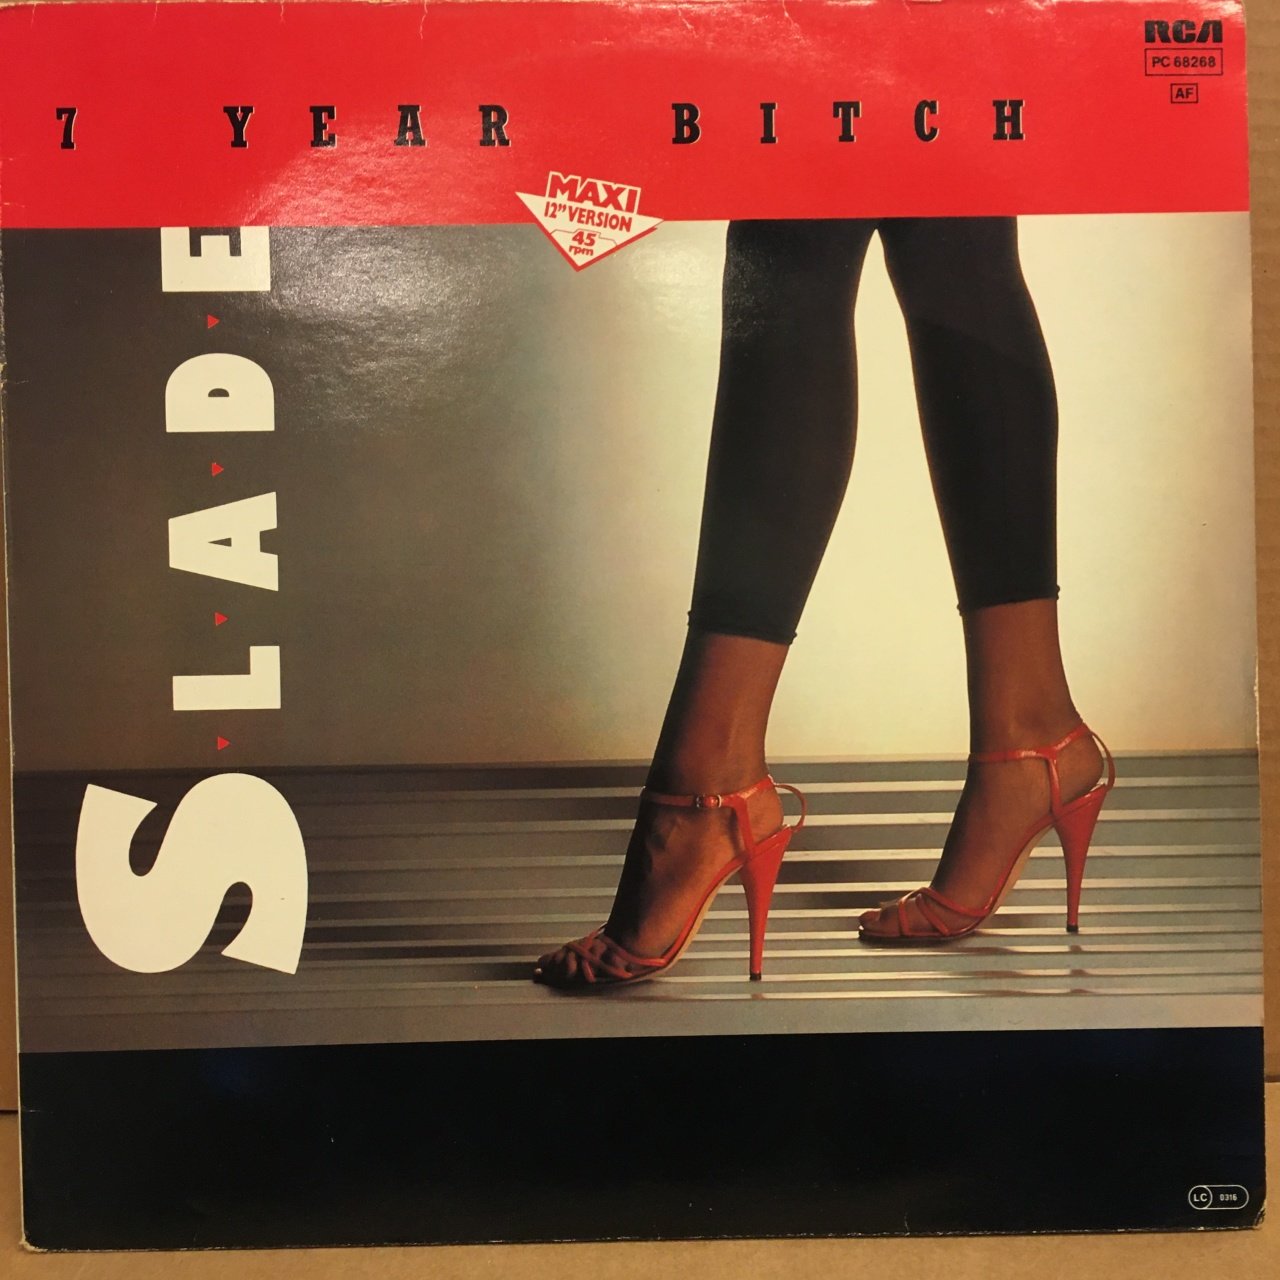 RCA
PC 68268
AF
7 YEAR BITCH
MAXI
12" VERSION
45
rpm
SLADE
LC 0316